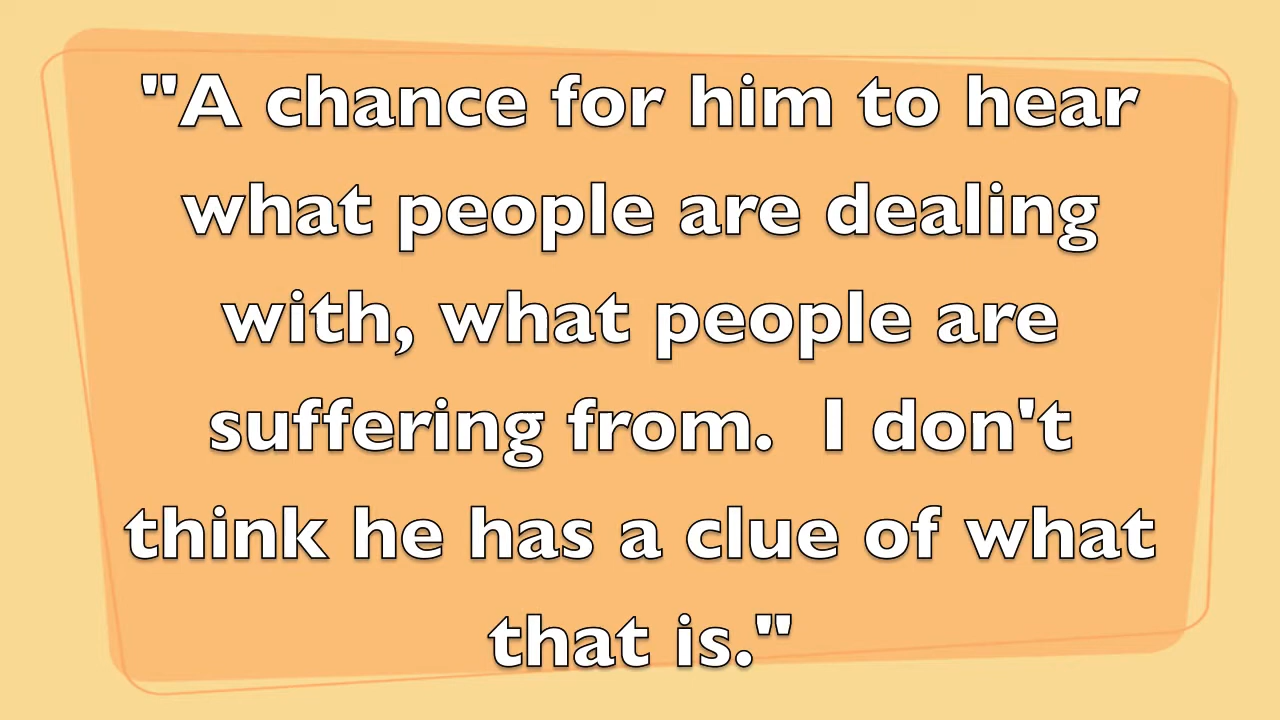 "A chance for him to hear
what people are dealing
with, what people are
suffering from.  I don't
think he has a clue of what
that is."